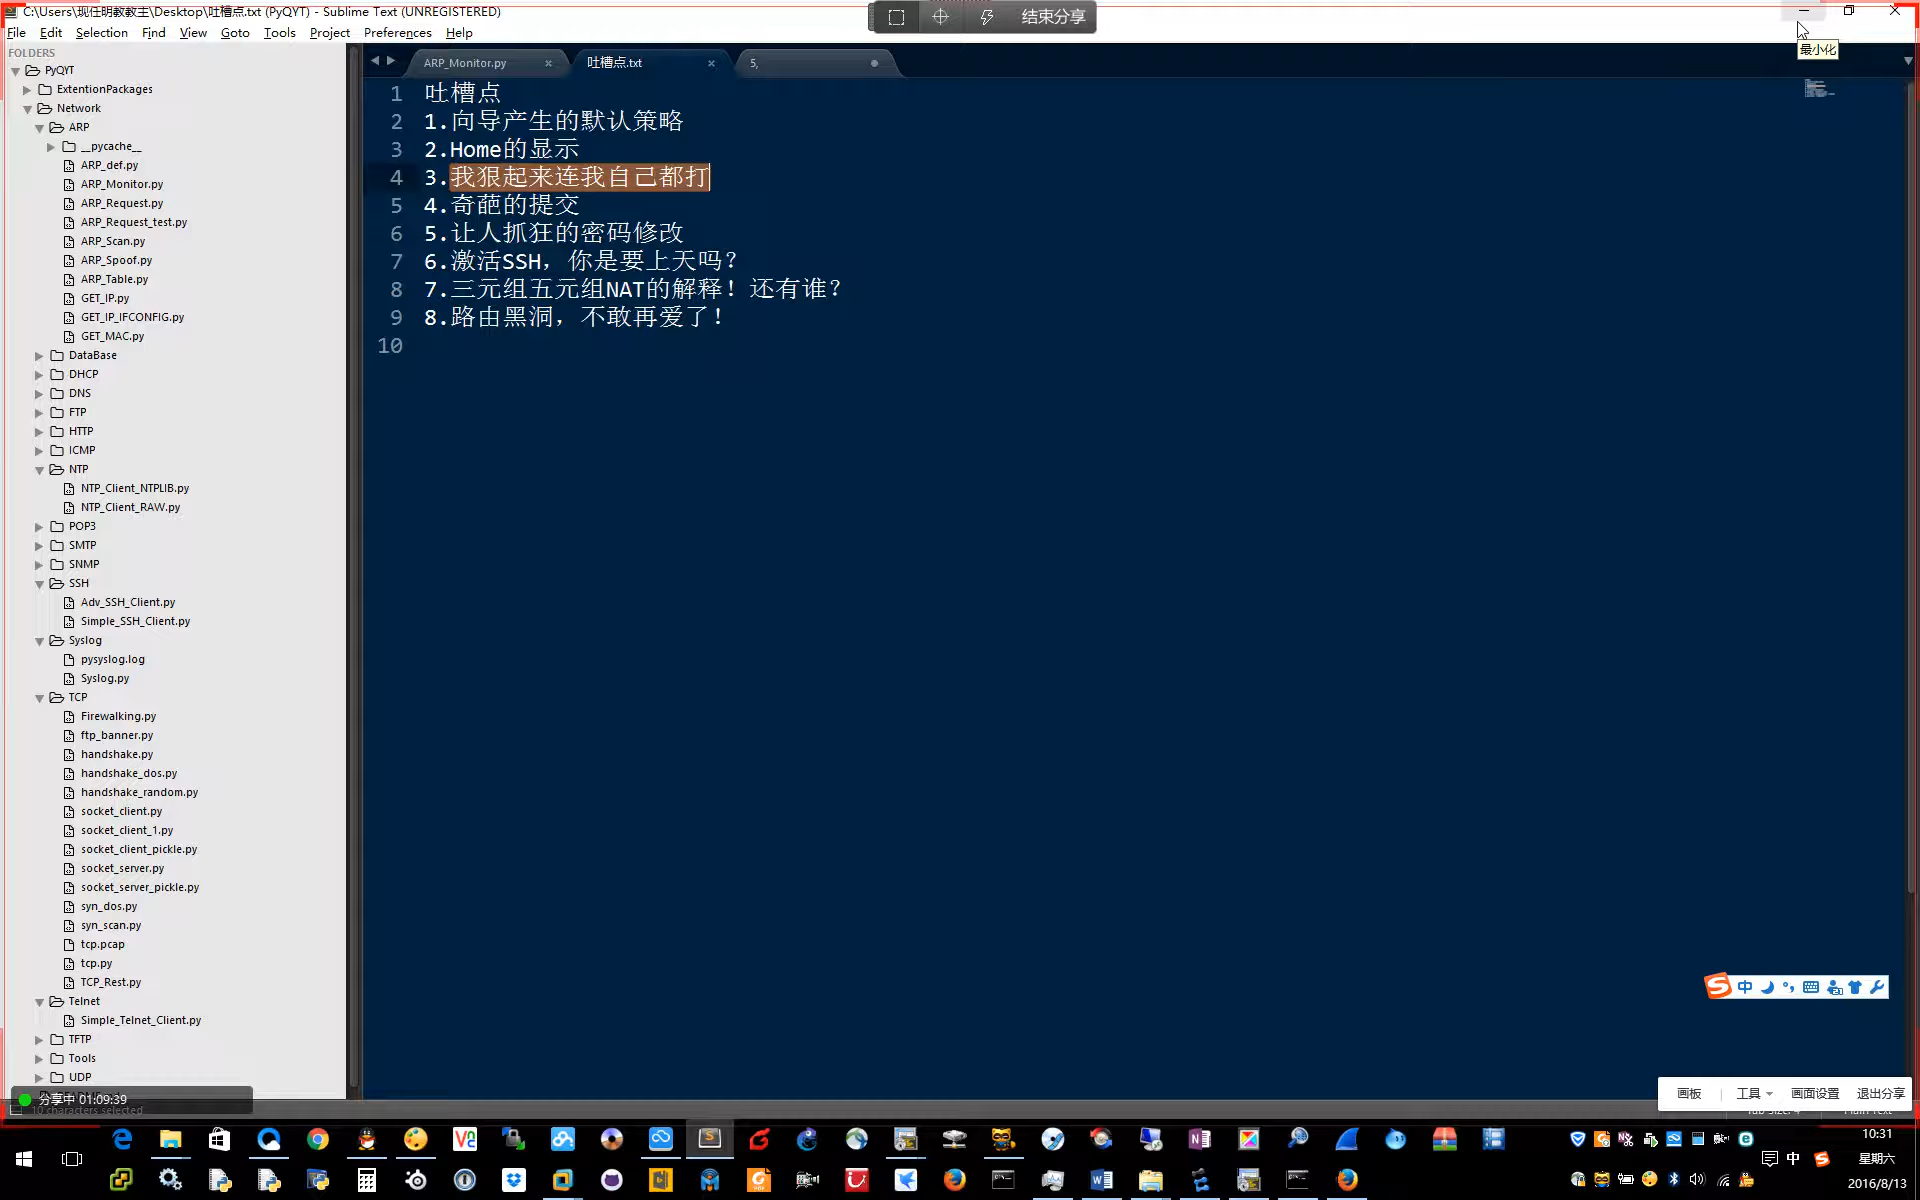 C:\Users\现任明教教主\Desktop\吐槽点.txt (PyQYT) - Sublime Text (UNREGISTERED)
结束分享
最小化
File Edit Selection Find View Goto Tools Project Preferences Help
FOLDERS
PyQYT
ExtentionPackages
Network
ARP
__pycache__
ARP_def.py
ARP_Monitor.py
ARP_Request.py
ARP_Request_test.py
ARP_Scan.py
ARP_Spoof.py
ARP_Table.py
GET_IP.py
GET_IP_IFCONFIG.py
GET_MAC.py
DataBase
DHCP
DNS
FTP
HTTP
ICMP
NTP
NTP_Client_NTPLIB.py
NTP_Client_RAW.py
POP3
SMTP
SNMP
SSH
Adv_SSH_Client.py
Simple_SSH_Client.py
Syslog
pysyslog.log
Syslog.py
TCP
Firewalking.py
ftp_banner.py
handshake.py
handshake_dos.py
handshake_random.py
socket_client.py
socket_client_1.py
socket_client_pickle.py
socket_server.py
socket_server_pickle.py
syn_dos.py
syn_scan.py
tcp.pcap
tcp.py
TCP_Rest.py
Telnet
Simple_Telnet_Client.py
TFTP
Tools
UDP
ARP_Monitor.py
吐槽点.txt
5,
1 吐槽点
2 1.向导产生的默认策略
3 2.Home的显示
4 3.我狠起来连我自己都打
5 4.奇葩的提交
6 5.让人抓狂的密码修改
7 6.激活SSH，你是要上天吗？
8 7.三元组五元组NAT的解释！还有谁？
9 8.路由黑洞，不敢再爱了！
10
中
画板 工具 画面设置 退出分享
分享中 01:09:39
10 characters selected
Tab Size: 4
Plain Text
10:31
中
星期六
2016/8/13